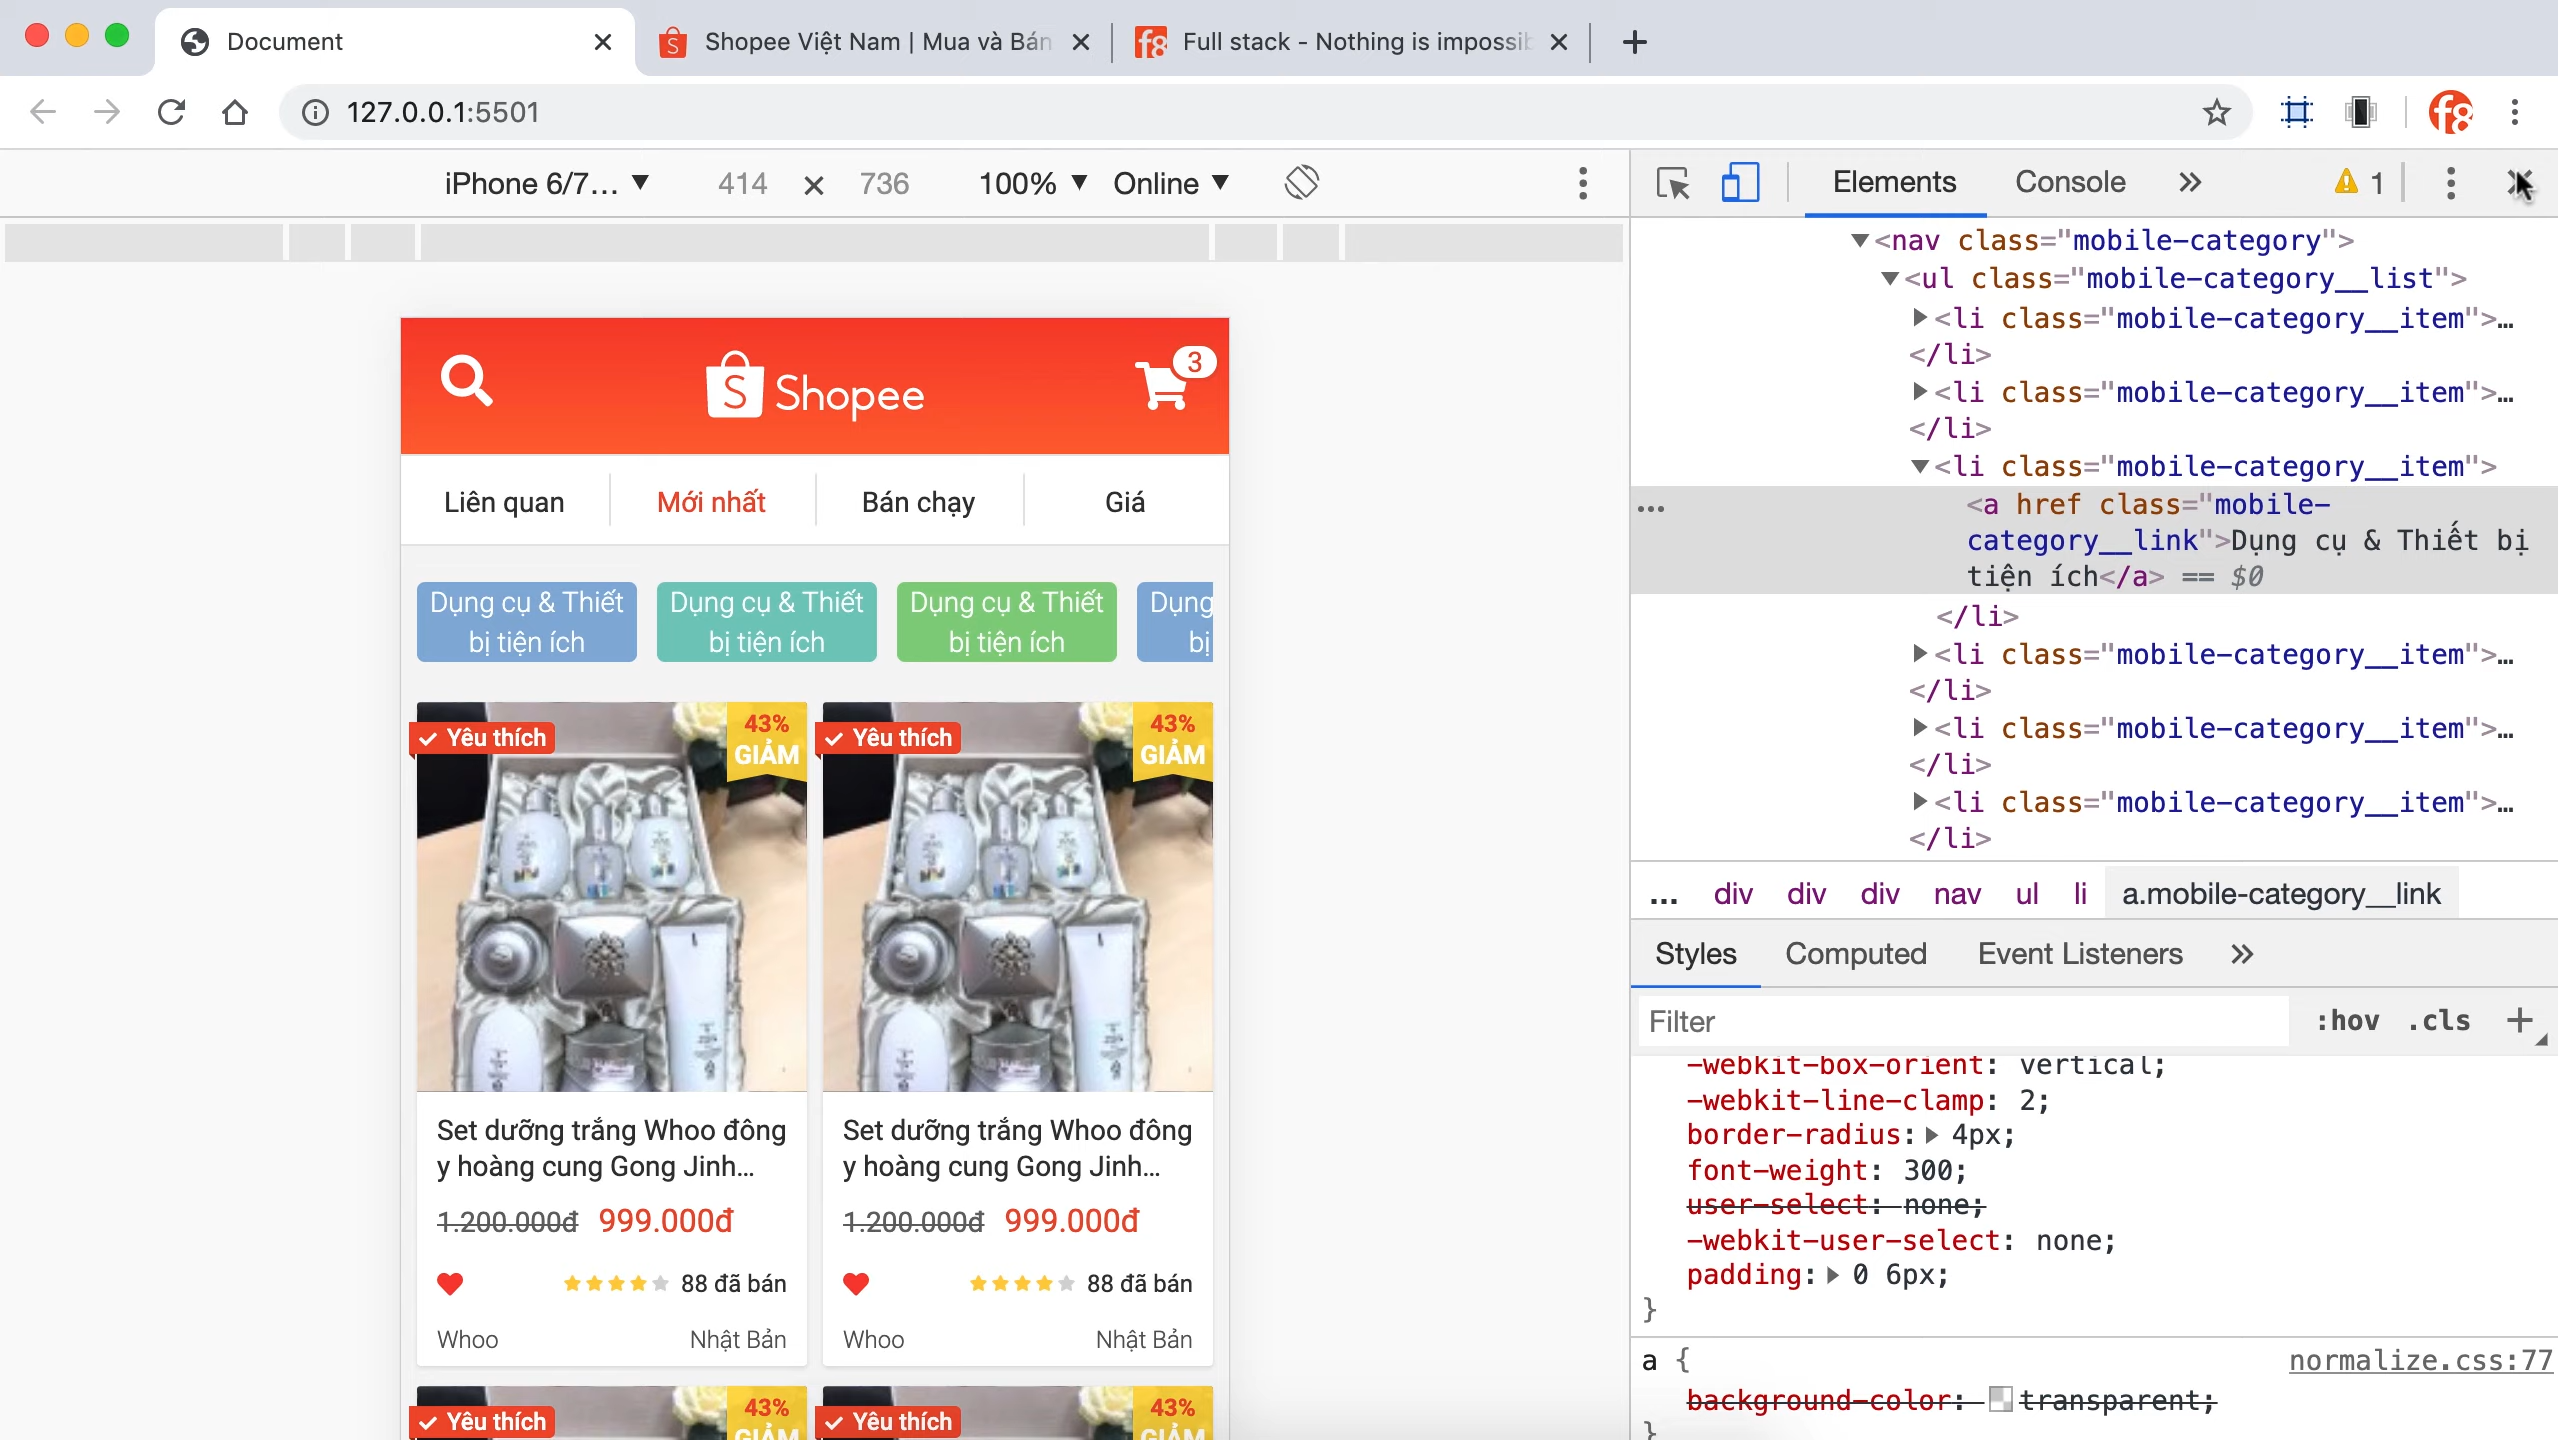 Document
Shopee Việt Nam | Mua và Bán
Full stack - Nothing is impossib
127.0.0.1:5501
iPhone 6/7... 414 × 736 100% Online
Elements Console 1
3
Shopee
Liên quan Mới nhất Bán chạy Giá
Dụng cụ & Thiết bị tiện ích
Dụng cụ & Thiết bị tiện ích
Dụng cụ & Thiết bị tiện ích
Dụng bị
Yêu thích
43%
GIẢM
Yêu thích
43%
GIẢM
Set dưỡng trắng Whoo đông
y hoàng cung Gong Jinh...
1.200.000đ 999.000đ
88 đã bán
Whoo Nhật Bản
Set dưỡng trắng Whoo đông
y hoàng cung Gong Jinh...
1.200.000đ 999.000đ
88 đã bán
Whoo Nhật Bản
Yêu thích
43%
GIẢM
Yêu thích
43%
GIẢM
<nav class="mobile-category">
<ul class="mobile-category__list">
<li class="mobile-category__item">…
</li>
<li class="mobile-category__item">…
</li>
<li class="mobile-category__item">
<a href class="mobile-
category__link">Dụng cụ & Thiết bị
tiện ích</a> == $0
</li>
<li class="mobile-category__item">…
</li>
<li class="mobile-category__item">…
</li>
<li class="mobile-category__item">…
</li>
... div div div nav ul li a.mobile-category__link
Styles Computed Event Listeners
Filter :hov .cls +
-webkit-box-orient: vertical;
-webkit-line-clamp: 2;
border-radius: 4px;
font-weight: 300;
user-select: none;
-webkit-user-select: none;
padding: 0 6px;
}
a { normalize.css:77
background-color: transparent;
}